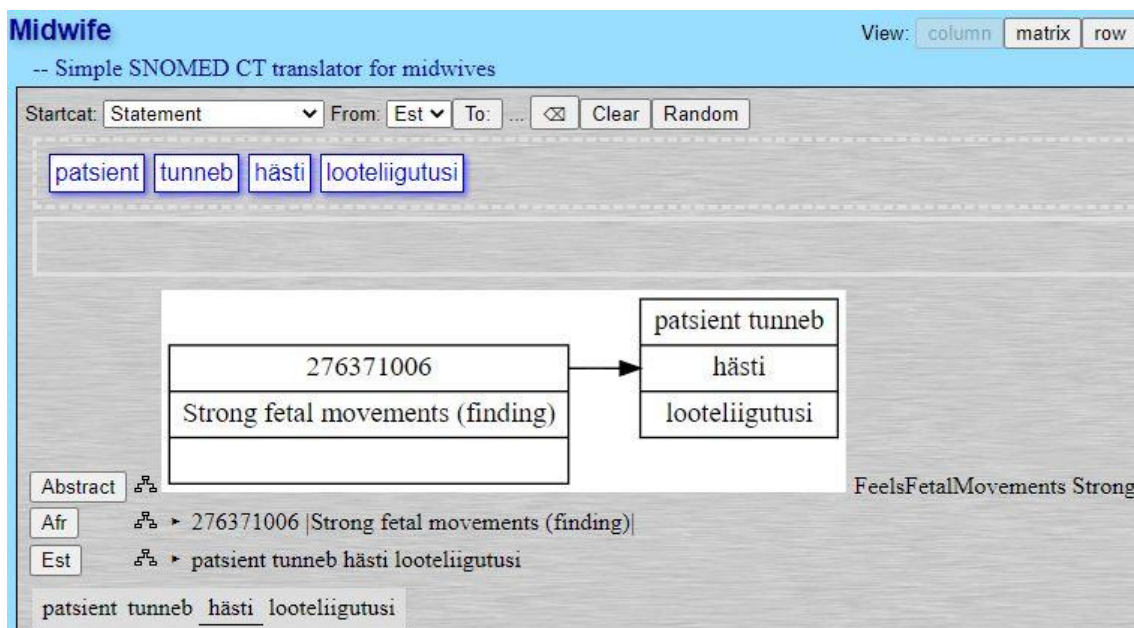 Midwife
View: column matrix row
-- Simple SNOMED CT translator for midwives
Startcat: Statement From: Est To: ... ⌫ Clear Random
patsient tunneb hästi looteliigutusi
patsient tunneb
276371006 hästi
Strong fetal movements (finding) looteliigutusi
Abstract FeelsFetalMovements Strong
Afr 276371006 |Strong fetal movements (finding)|
Est patsient tunneb hästi looteliigutusi
patsient tunneb hästi looteliigutusi